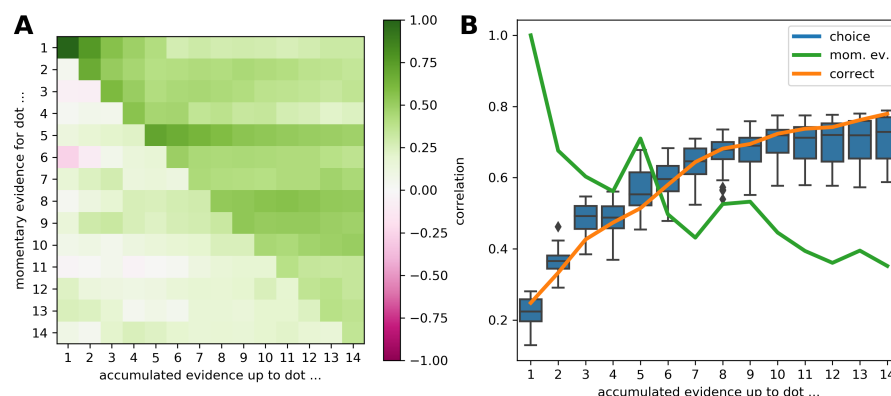 A
momentary evidence for dot ...
1
2
3
4
5
6
7
8
9
10
11
12
13
14
1 2 3 4 5 6 7 8 9 10 11 12 13 14
accumulated evidence up to dot ...
1.00
0.75
0.50
0.25
0.00
−0.25
−0.50
−0.75
−1.00
B
correlation
1.0
0.8
0.6
0.4
0.2
choice
mom. ev.
correct
1 2 3 4 5 6 7 8 9 10 11 12 13 14
accumulated evidence up to dot ...